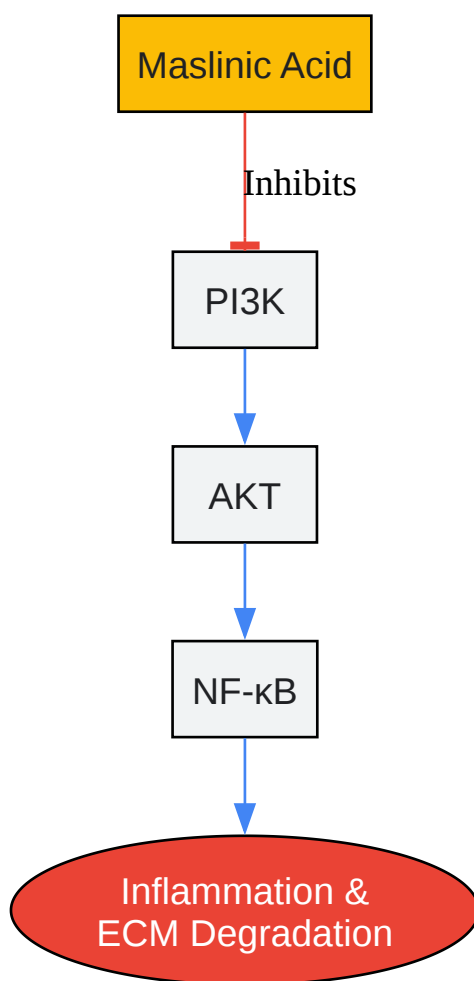 Maslinic Acid
Inhibits
PI3K
AKT
NF-κB
Inflammation &
ECM Degradation